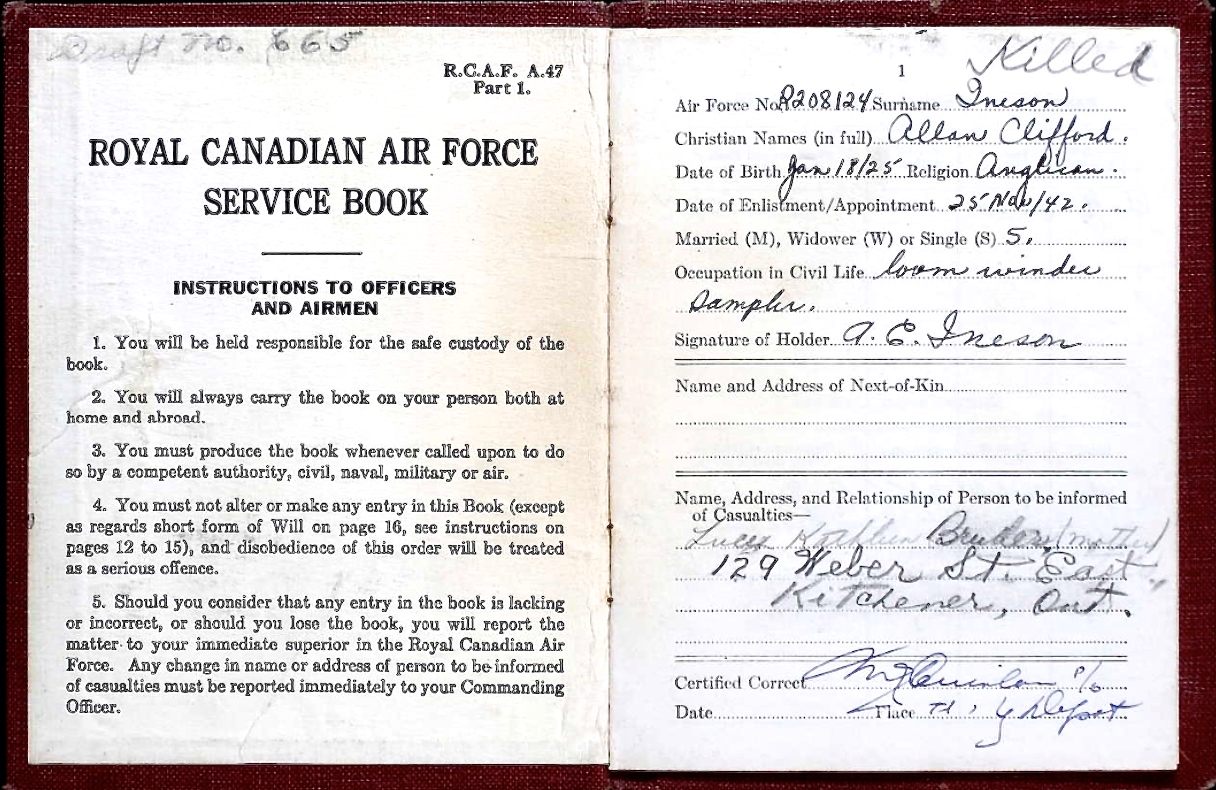 Draft No. 665
R.C.A.F. A.47
Part 1.
ROYAL CANADIAN AIR FORCE
SERVICE BOOK
INSTRUCTIONS TO OFFICERS
AND AIRMEN
1. You will be held responsible for the safe custody of the
book.
2. You will always carry the book on your person both at
home and abroad.
3. You must produce the book whenever called upon to do
so by a competent authority, civil, naval, military or air.
4. You must not alter or make any entry in this Book (except
as regards short form of Will on page 16, see instructions on
pages 12 to 15), and disobedience of this order will be treated
as a serious offence.
5. Should you consider that any entry in the book is lacking
or incorrect, or should you lose the book, you will report the
matter to your immediate superior in the Royal Canadian Air
Force. Any change in name or address of person to be informed
of casualties must be reported immediately to your Commanding
Officer.
1 Killed
Air Force No. R208124 Surname Ineson
Christian Names (in full) Allan Clifford.
Date of Birth Jan 18/25 Religion Anglican.
Date of Enlistment/Appointment 25 Nov/42.
Married (M), Widower (W) or Single (S) S.
Occupation in Civil Life loom winder
sampler.
Signature of Holder A. C. Ineson
Name and Address of Next-of-Kin
Name, Address, and Relationship of Person to be informed
of Casualties—
(mother)
129 Weber St. East
Kitchener, Ont.
Certified Correct
Date Place Depot